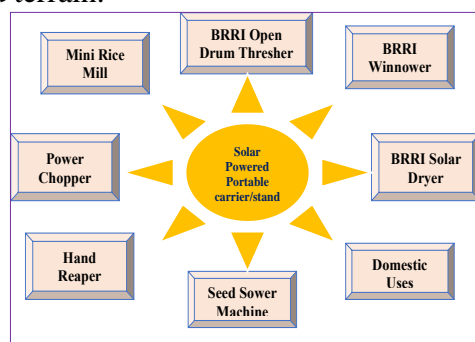 terrain.
Mini Rice
Mill
BRRI Open
Drum Thresher
BRRI
Winnower
Power
Chopper
Solar
Powered
Portable
carrier/stand
BRRI Solar
Dryer
Hand
Reaper
Seed Sower
Machine
Domestic
Uses